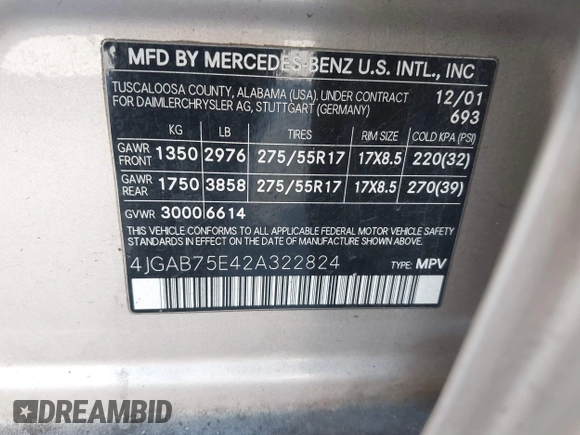 MFD BY MERCEDES-BENZ U.S. INTL., INC
TUSCALOOSA COUNTY, ALABAMA (USA). UNDER CONTRACT 12/01
FOR DAIMLERCHRYSLER AG, STUTTGART (GERMANY) 693
KG LB TIRES RIM SIZE COLD KPA (PSI)
GAWR FRONT 1350 2976 275/55R17 17X8.5 220(32)
GAWR REAR 1750 3858 275/55R17 17X8.5 270(39)
GVWR 3000 6614
THIS VEHICLE CONFORMS TO ALL APPLICABLE FEDERAL MOTOR VEHICLE SAFETY
STANDARDS IN EFFECT ON THE DATE OF MANUFACTURE SHOWN ABOVE.
4JGAB75E42A322824 TYPE: MPV
DREAMBID